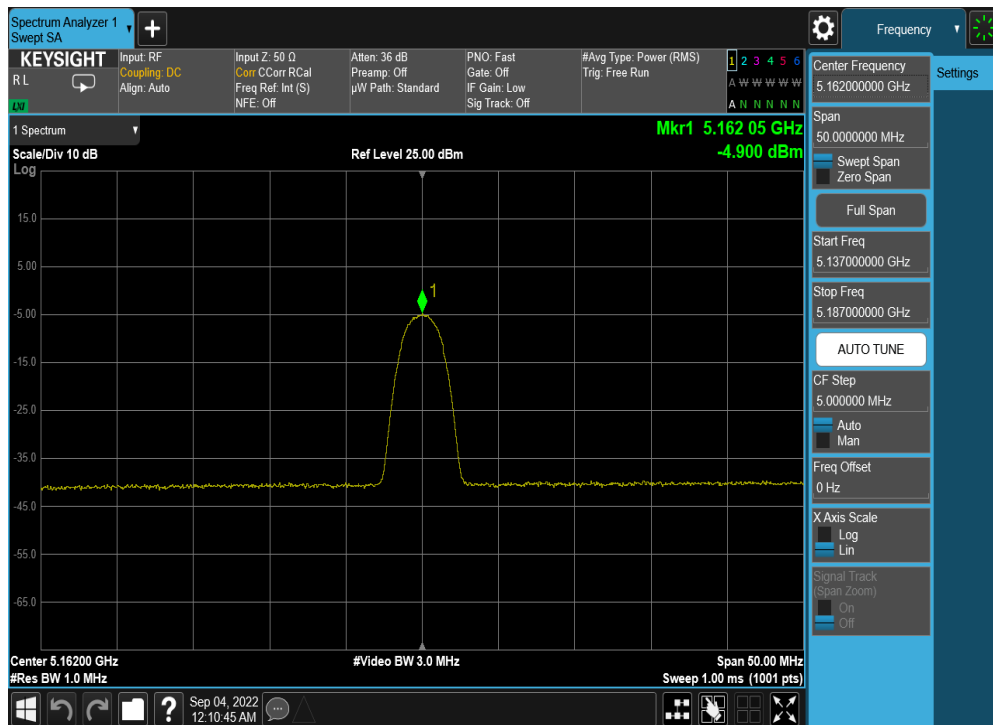 Spectrum Analyzer 1
Swept SA
+
Frequency
KEYSIGHT
R L
LXI
Input: RF
Coupling: DC
Align: Auto
Input Z: 50 Ω
Corr CCorr RCal
Freq Ref: Int (S)
NFE: Off
Atten: 36 dB
Preamp: Off
µW Path: Standard
PNO: Fast
Gate: Off
IF Gain: Low
Sig Track: Off
#Avg Type: Power (RMS)
Trig: Free Run
1 2 3 4 5 6
A W W W W W
A N N N N N
1 Spectrum
Scale/Div 10 dB
Log
Ref Level 25.00 dBm
Mkr1 5.162 05 GHz
-4.900 dBm
15.0
5.00
-5.00
-15.0
-25.0
-35.0
-45.0
-55.0
-65.0
1
Center 5.16200 GHz
#Res BW 1.0 MHz
#Video BW 3.0 MHz
Span 50.00 MHz
Sweep 1.00 ms (1001 pts)
Center Frequency
5.162000000 GHz
Settings
Span
50.0000000 MHz
Swept Span
Zero Span
Full Span
Start Freq
5.137000000 GHz
Stop Freq
5.187000000 GHz
AUTO TUNE
CF Step
5.000000 MHz
Auto
Man
Freq Offset
0 Hz
X Axis Scale
Log
Lin
Signal Track
(Span Zoom)
On
Off
?
Sep 04, 2022
12:10:45 AM